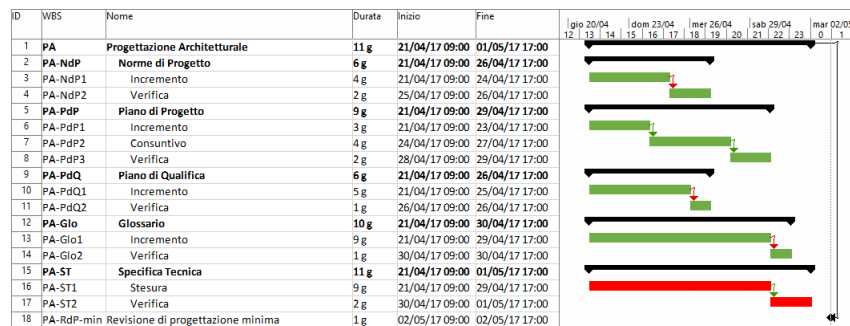 ID WBS Nome Durata Inizio Fine gio 20/04 dom 23/04 mer 26/04 sab 29/04 mar 02/05
12 13 14 15 16 17 18 19 20 21 22 23 0 1
1 PA Progettazione Architetturale 11 g 21/04/17 09:00 01/05/17 17:00
2 PA-NdP Norme di Progetto 6 g 21/04/17 09:00 26/04/17 17:00
3 PA-NdP1 Incremento 4 g 21/04/17 09:00 24/04/17 17:00
4 PA-NdP2 Verifica 2 g 25/04/17 09:00 26/04/17 17:00
5 PA-PdP Piano di Progetto 9 g 21/04/17 09:00 29/04/17 17:00
6 PA-PdP1 Incremento 3 g 21/04/17 09:00 23/04/17 17:00
7 PA-PdP2 Consuntivo 4 g 24/04/17 09:00 27/04/17 17:00
8 PA-PdP3 Verifica 2 g 28/04/17 09:00 29/04/17 17:00
9 PA-PdQ Piano di Qualifica 6 g 21/04/17 09:00 26/04/17 17:00
10 PA-PdQ1 Incremento 5 g 21/04/17 09:00 25/04/17 17:00
11 PA-PdQ2 Verifica 1 g 26/04/17 09:00 26/04/17 17:00
12 PA-Glo Glossario 10 g 21/04/17 09:00 30/04/17 17:00
13 PA-Glo1 Incremento 9 g 21/04/17 09:00 29/04/17 17:00
14 PA-Glo2 Verifica 1 g 30/04/17 09:00 30/04/17 17:00
15 PA-ST Specifica Tecnica 11 g 21/04/17 09:00 01/05/17 17:00
16 PA-ST1 Stesura 9 g 21/04/17 09:00 29/04/17 17:00
17 PA-ST2 Verifica 2 g 30/04/17 09:00 01/05/17 17:00
18 PA-RdP-min Revisione di progettazione minima 1 g 02/05/17 09:00 02/05/17 17:00